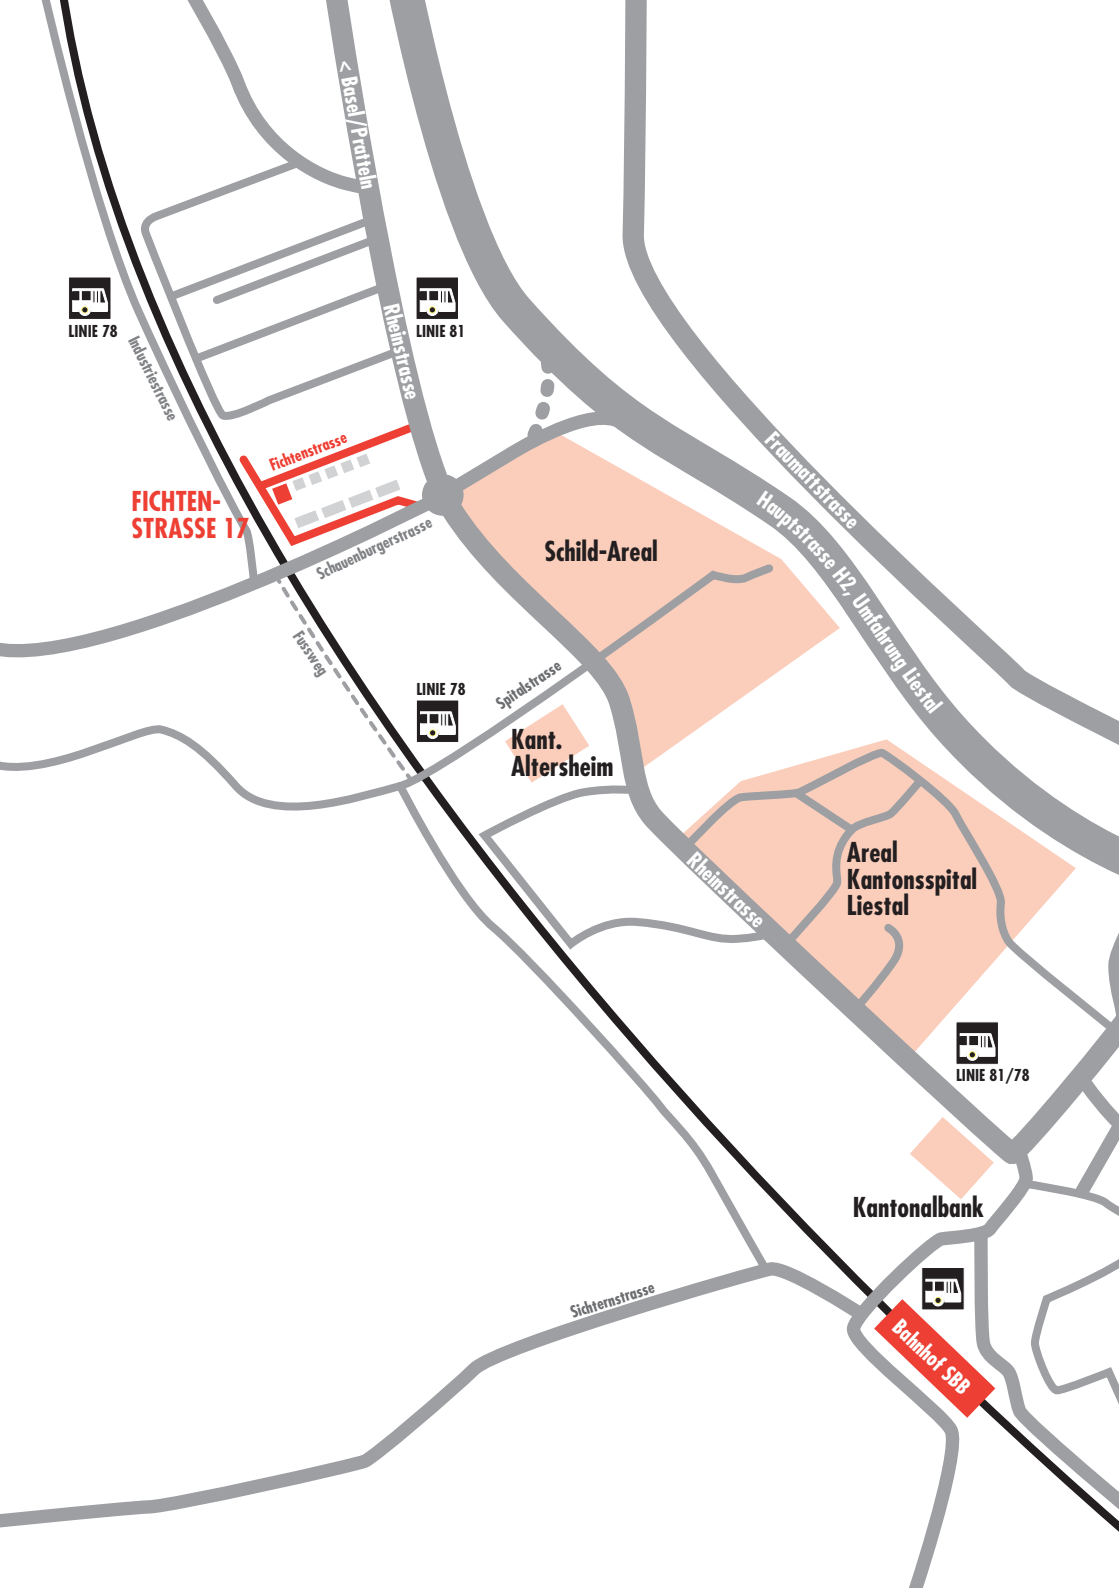 < Basel/Pratteln
LINIE 78
LINIE 81
Industriestrasse
Rheinstrasse
Fichtenstrasse
FICHTEN-
STRASSE 17
Schauenburgerstrasse
Fraumattstrasse
Hauptstrasse H2, Umfahrung Liestal
Schild-Areal
Fussweg
Spitalstrasse
LINIE 78
Kant.
Altersheim
Rheinstrasse
Areal
Kantonsspital
Liestal
LINIE 81/78
Kantonalbank
Sichternstrasse
Bahnhof SBB